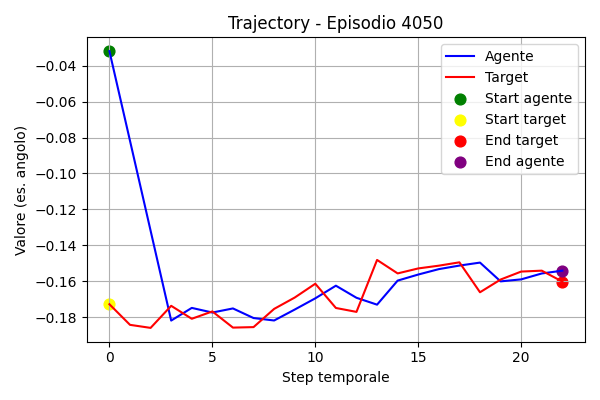 Trajectory - Episodio 4050
Agente
Target
Start agente
Start target
End target
End agente
Valore (es. angolo)
−0.04
−0.06
−0.08
−0.10
−0.12
−0.14
−0.16
−0.18
0 5 10 15 20
Step temporale